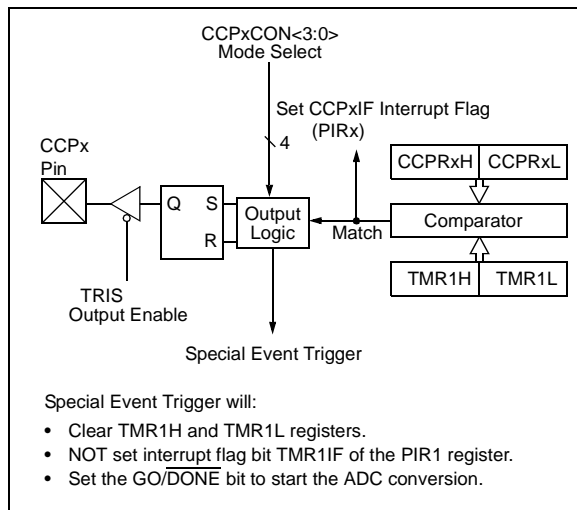 CCPxCON<3:0>
Mode Select
Set CCPxIF Interrupt Flag
(PIRx)
4
CCPx
Pin
CCPRxH CCPRxL
Q S
R
Output
Logic
Match
Comparator
TRIS
Output Enable
TMR1H TMR1L
Special Event Trigger
Special Event Trigger will:
• Clear TMR1H and TMR1L registers.
• NOT set interrupt flag bit TMR1IF of the PIR1 register.
• Set the GO/DONE bit to start the ADC conversion.